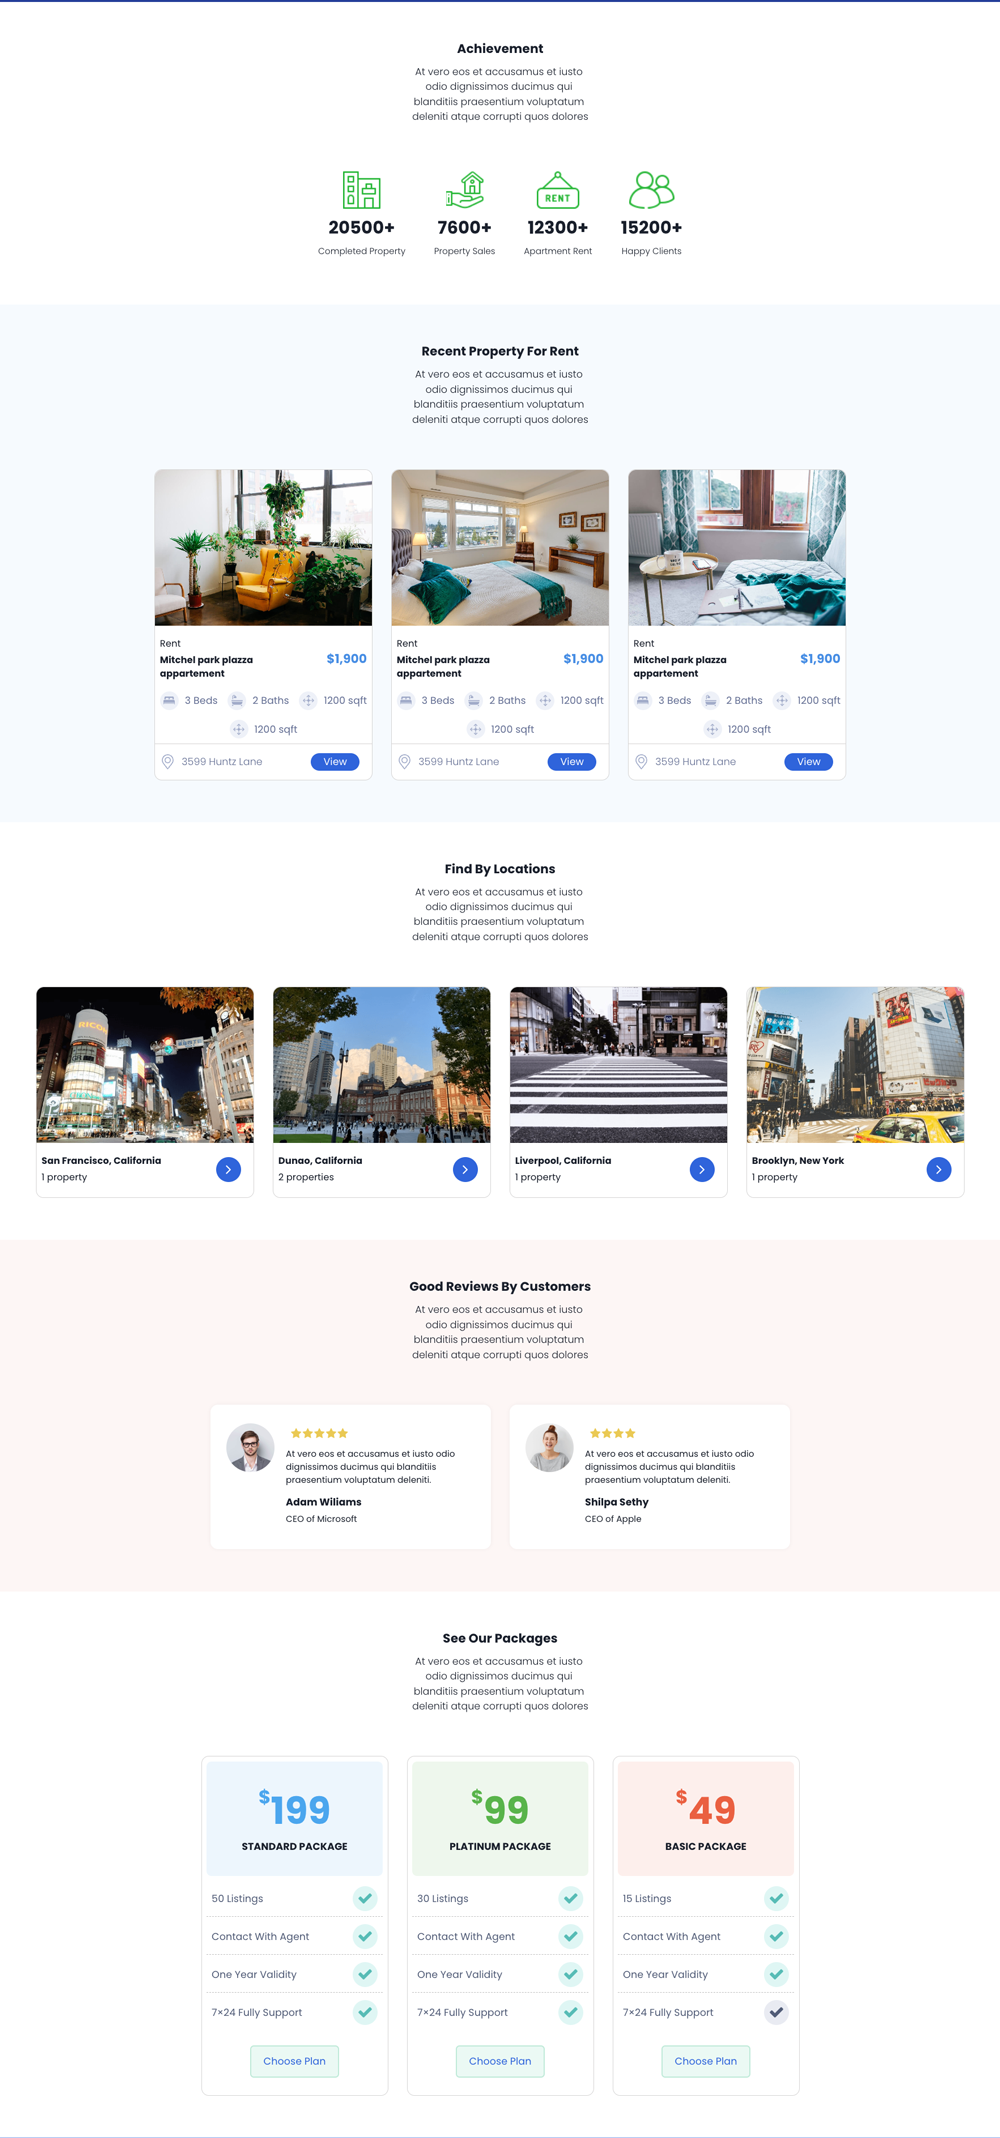 Achievement
At vero eos et accusamus et iusto
odio dignissimos ducimus qui
blanditiis praesentium voluptatum
deleniti atque corrupti quos dolores
RENT
20500+
7600+
12300+
15200+
Completed Property
Property Sales
Apartment Rent
Happy Clients
Recent Property For Rent
At vero eos et accusamus et iusto
odio dignissimos ducimus qui
blanditiis praesentium voluptatum
deleniti atque corrupti quos dolores
Rent
Mitchel park plazza
appartement
$1,900
3 Beds
2 Baths
1200 sqft
1200 sqft
3599 Huntz Lane
View
Rent
Mitchel park plazza
appartement
$1,900
3 Beds
2 Baths
1200 sqft
1200 sqft
3599 Huntz Lane
View
Rent
Mitchel park plazza
appartement
$1,900
3 Beds
2 Baths
1200 sqft
1200 sqft
3599 Huntz Lane
View
Find By Locations
At vero eos et accusamus et iusto
odio dignissimos ducimus qui
blanditiis praesentium voluptatum
deleniti atque corrupti quos dolores
San Francisco, California
1 property
Dunao, California
2 properties
Liverpool, California
1 property
Brooklyn, New York
1 property
Good Reviews By Customers
At vero eos et accusamus et iusto
odio dignissimos ducimus qui
blanditiis praesentium voluptatum
deleniti atque corrupti quos dolores
At vero eos et accusamus et iusto odio
dignissimos ducimus qui blanditiis
praesentium voluptatum deleniti.
Adam Wiliams
CEO of Microsoft
At vero eos et accusamus et iusto odio
dignissimos ducimus qui blanditiis
praesentium voluptatum deleniti.
Shilpa Sethy
CEO of Apple
See Our Packages
At vero eos et accusamus et iusto
odio dignissimos ducimus qui
blanditiis praesentium voluptatum
deleniti atque corrupti quos dolores
$199
STANDARD PACKAGE
50 Listings
Contact With Agent
One Year Validity
7×24 Fully Support
Choose Plan
$99
PLATINUM PACKAGE
30 Listings
Contact With Agent
One Year Validity
7×24 Fully Support
Choose Plan
$49
BASIC PACKAGE
15 Listings
Contact With Agent
One Year Validity
7×24 Fully Support
Choose Plan